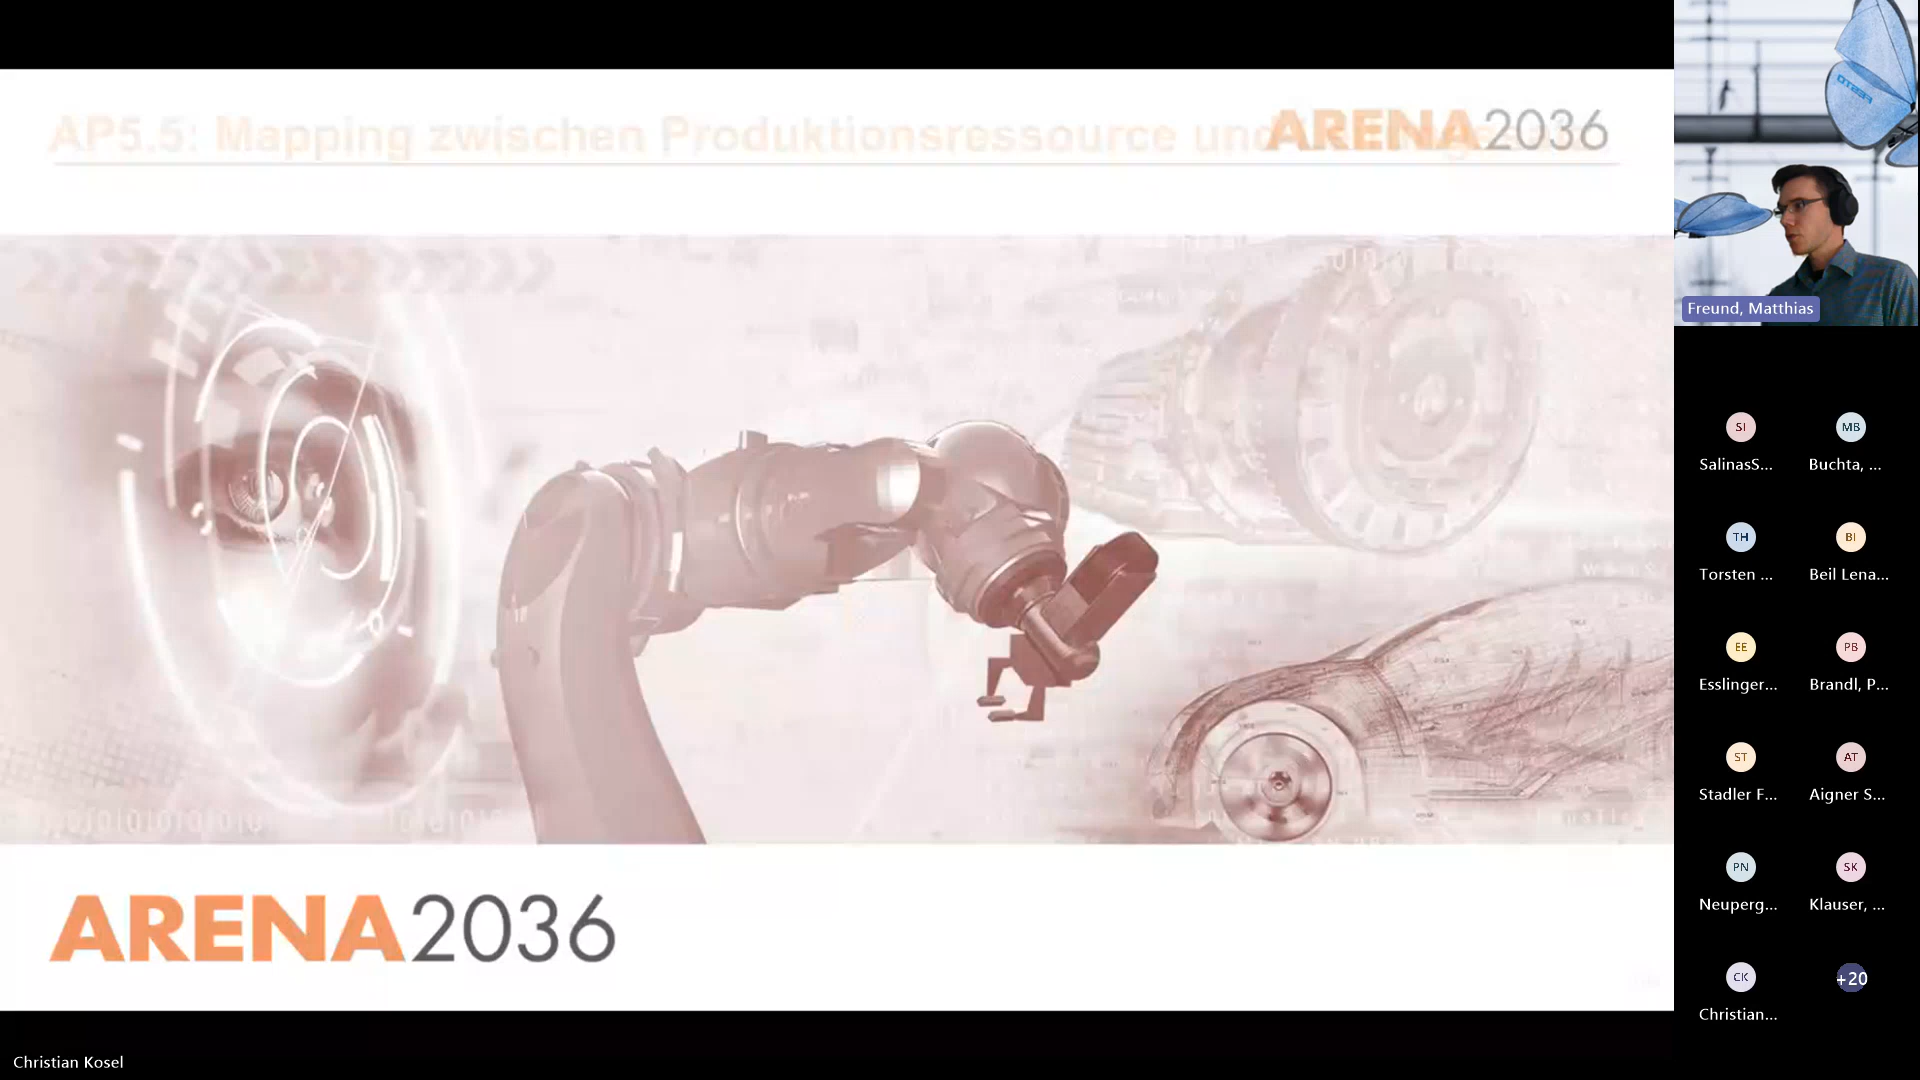 AP5.5: Mapping zwischen Produktionsressource und
ARENA2036
ARENA2036
Christian Kosel
FESTO
Freund, Matthias
SI
MB
SalinasS...
Buchta, ...
TH
BI
Torsten ...
Beil Lena...
EE
PB
Esslinger...
Brandl, P...
ST
AT
Stadler F...
Aigner S...
PN
SK
Neuperg...
Klauser, ...
CK
+20
Christian...